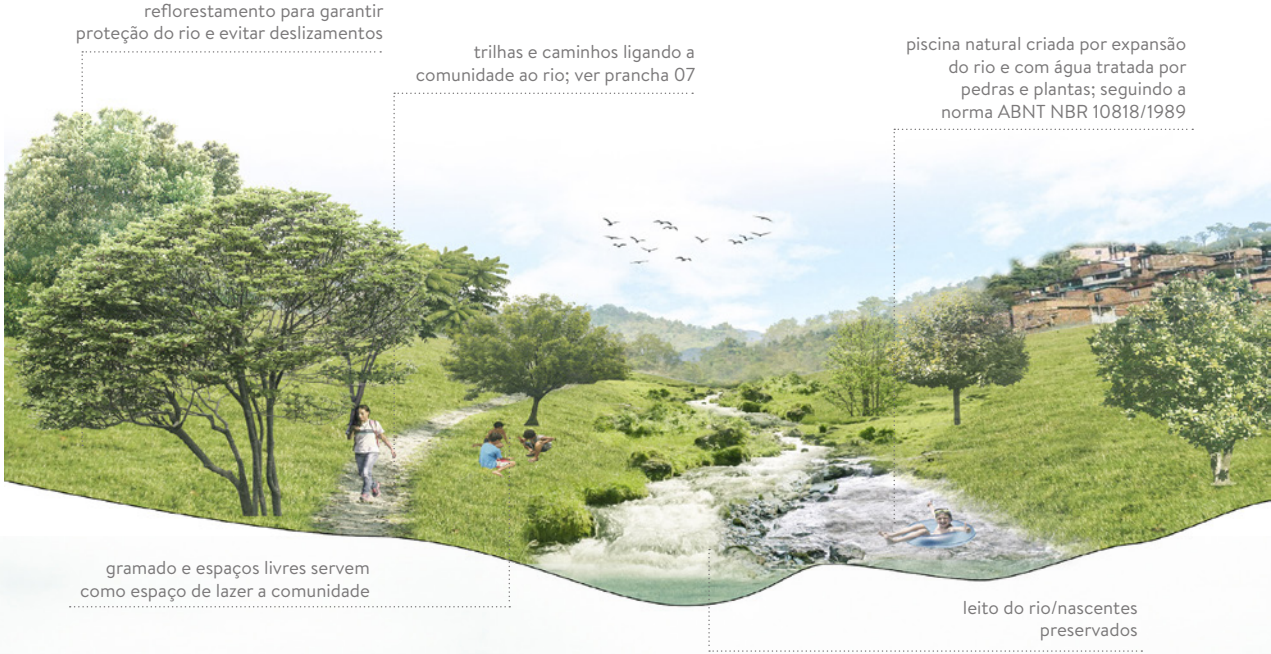 reflorestamento para garantir
proteção do rio e evitar deslizamentos
trilhas e caminhos ligando a
comunidade ao rio; ver prancha 07
piscina natural criada por expansão
do rio e com água tratada por
pedras e plantas; seguindo a
norma ABNT NBR 10818/1989
gramado e espaços livres servem
como espaço de lazer a comunidade
leito do rio/nascentes
preservados